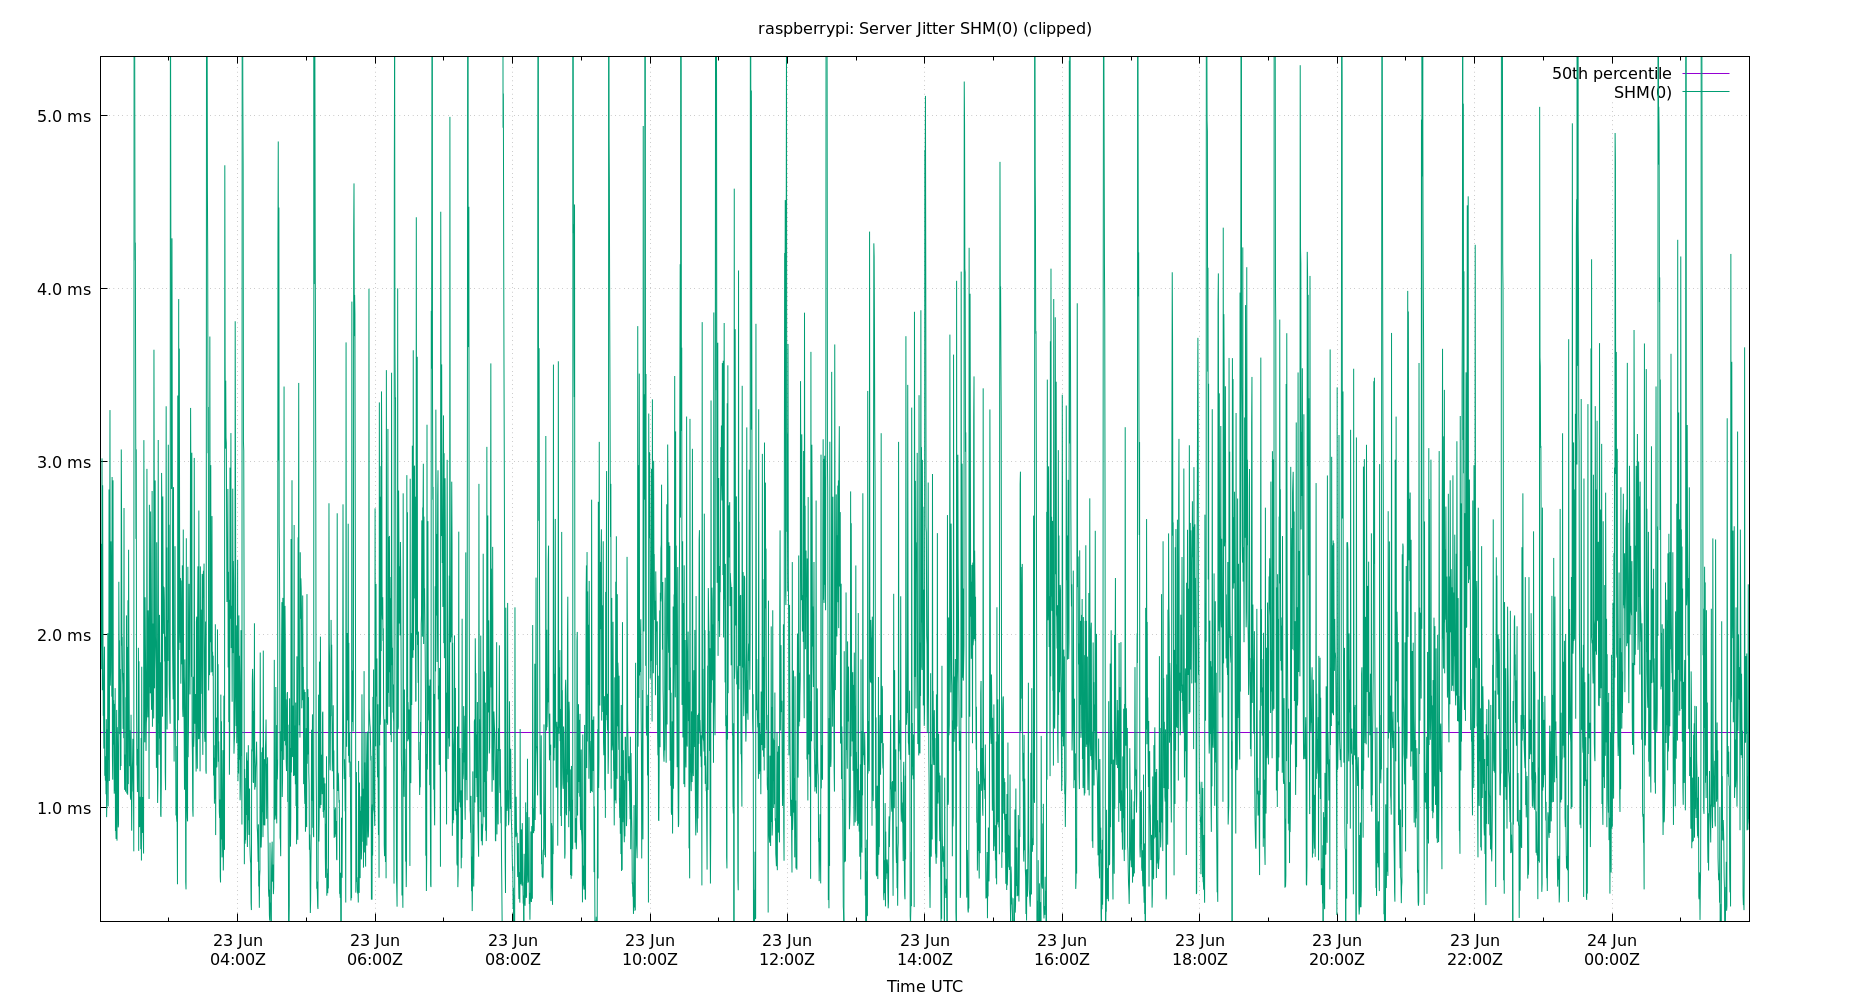 raspberrypi: Server Jitter SHM(0) (clipped)
50th percentile
SHM(0)
5.0 ms
4.0 ms
3.0 ms
2.0 ms
1.0 ms
23 Jun 23 Jun 23 Jun 23 Jun 23 Jun 23 Jun 23 Jun 23 Jun 23 Jun 23 Jun 24 Jun
04:00Z 06:00Z 08:00Z 10:00Z 12:00Z 14:00Z 16:00Z 18:00Z 20:00Z 22:00Z 00:00Z
Time UTC